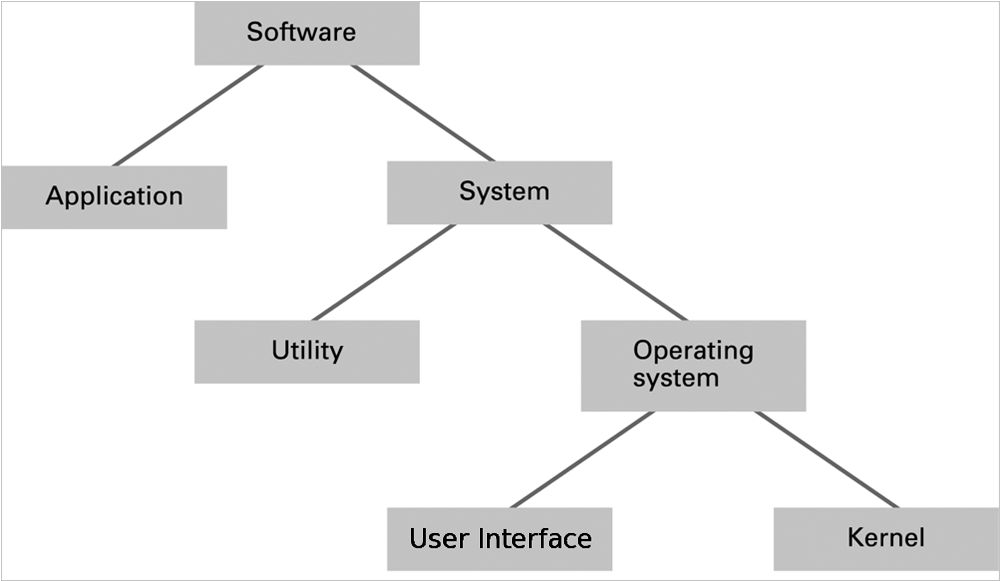 Software
Application
System
Utility
Operating
system
User Interface
Kernel